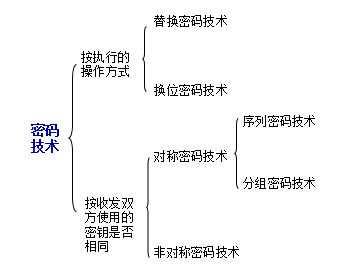 替换密码技术
按执行的
操作方式
换位密码技术
密码
技术
序列密码技术
对称密码技术
分组密码技术
按收发双
方使用的
密钥是否
相同
非对称密码技术